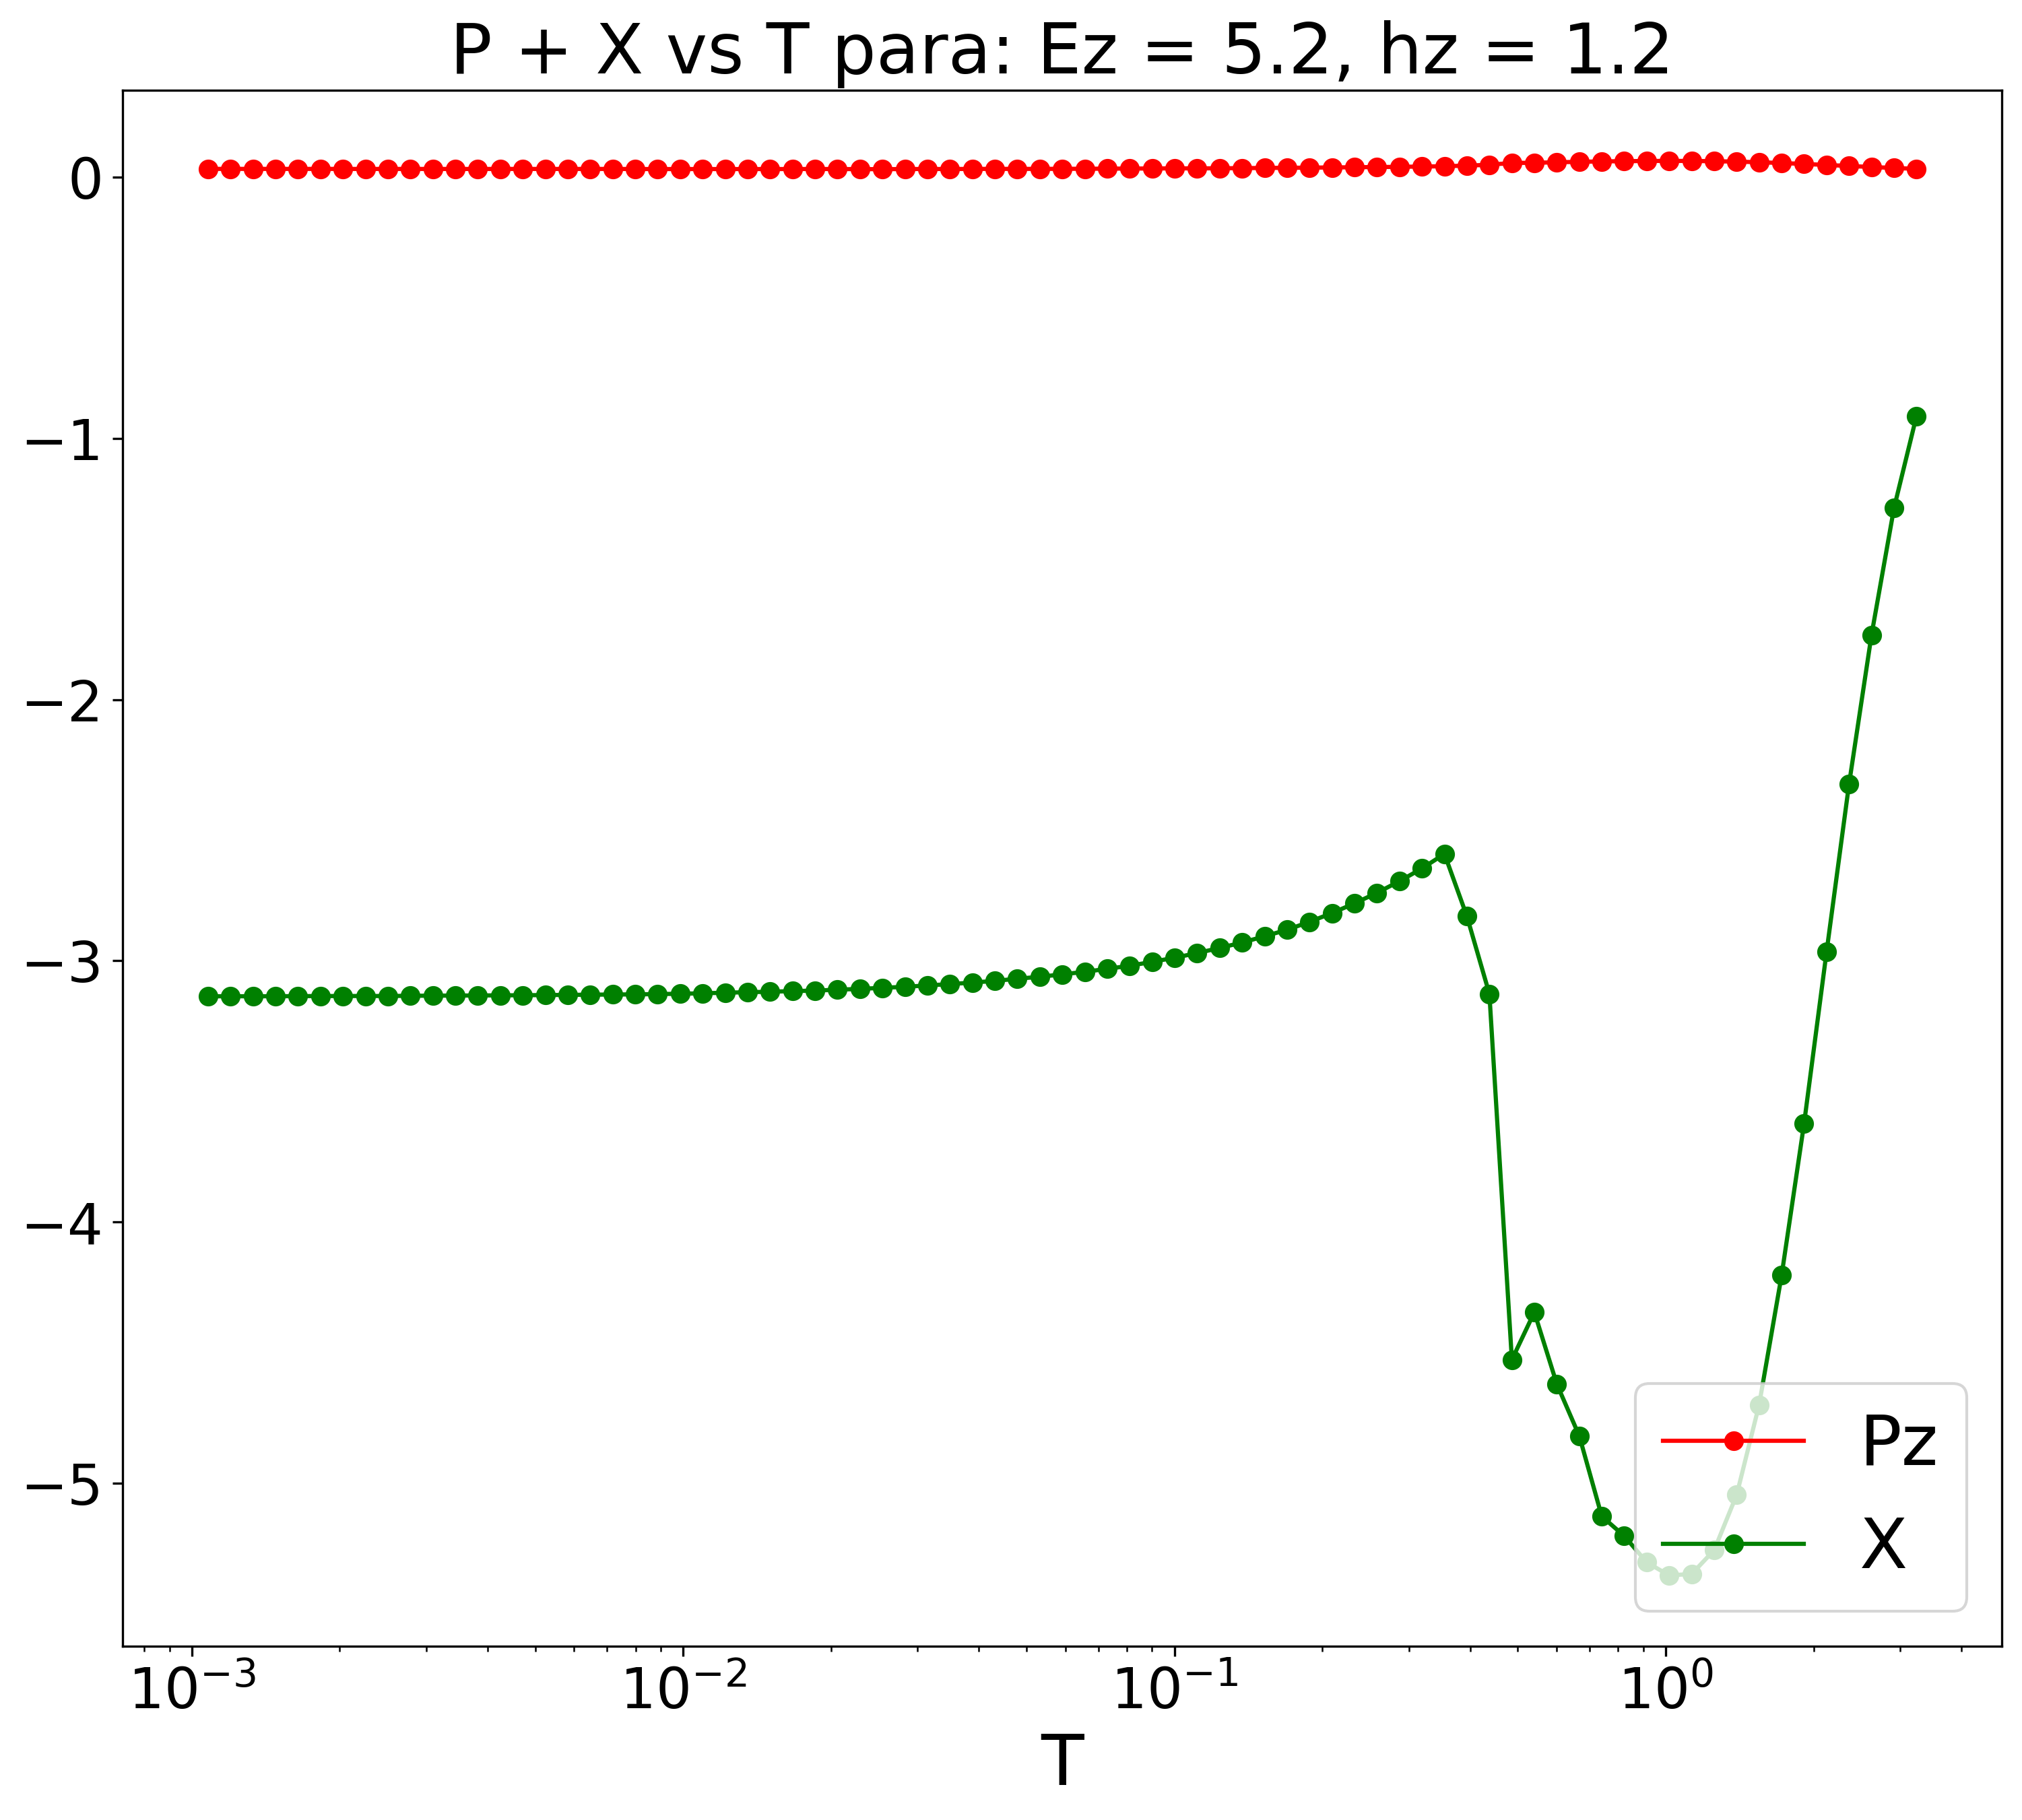 P + X vs T para: Ez = 5.2, hz = 1.2
0
−1
−2
−3
−4
−5
Pz
X
10⁻³ 10⁻² 10⁻¹ 10⁰
T